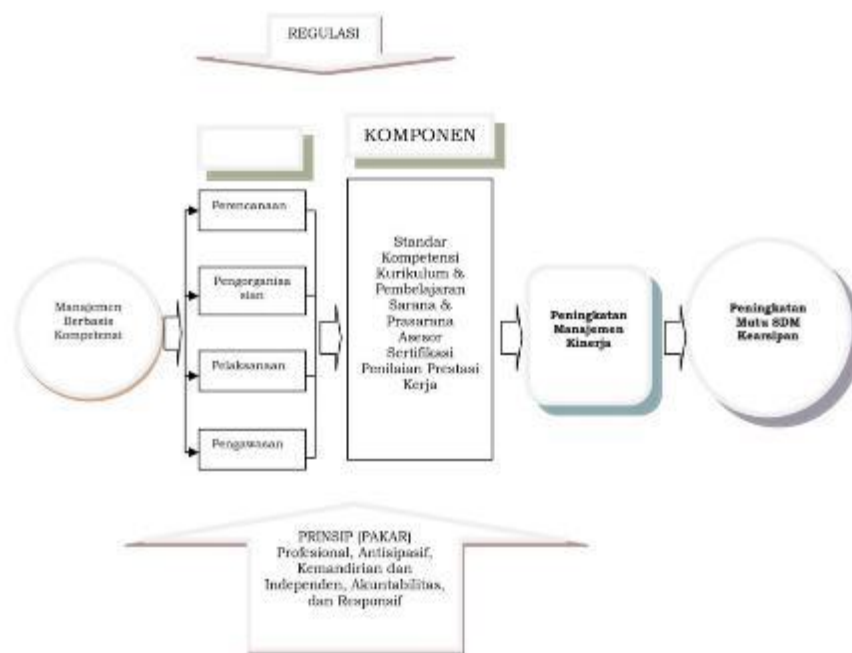 REGULASI
KOMPONEN
Perencanaan
Pengorganisa
sian
Pelaksanaan
Pengawasan
Manajemen
Berbasis
Kompetensi
Standar
Kompetensi
Kurikulum &
Pembelajaran
Sarana &
Prasarana
Asesor
Sertifikasi
Penilaian Prestasi
Kerja
Peningkatan
Manajemen
Kinerja
Peningkatan
Mutu SDM
Kearsipan
PRINSIP (PAKAR)
Profesional, Antisipasif,
Kemandirian dan
Independen, Akuntabilitas,
dan Responsif